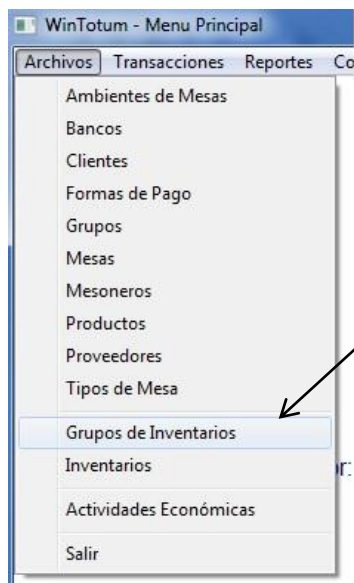 WinTotum - Menu Principal
Archivos Transacciones Reportes Co
Ambientes de Mesas
Bancos
Clientes
Formas de Pago
Grupos
Mesas
Mesoneros
Productos
Proveedores
Tipos de Mesa
Grupos de Inventarios
Inventarios
r:
Actividades Económicas
Salir